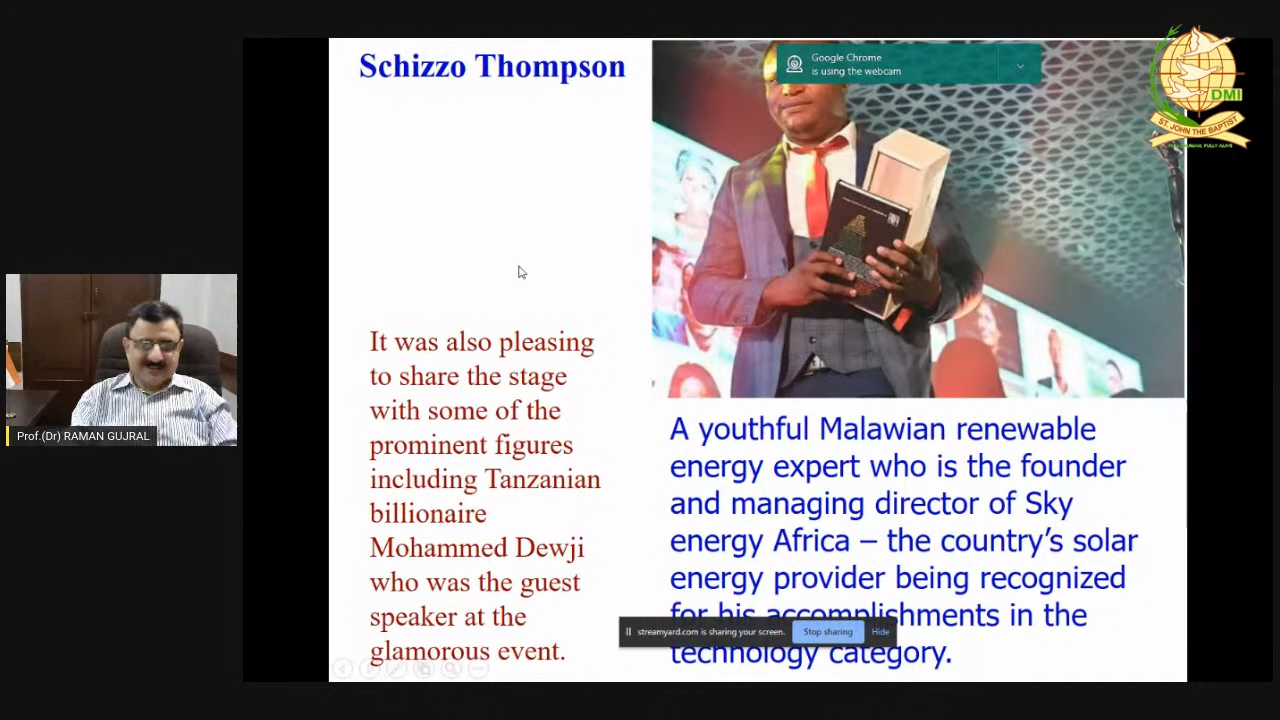 Schizzo Thompson
Google Chrome
is using the webcam
DMI
ST. JOHN THE BAPTIST
It was also pleasing
to share the stage
with some of the
prominent figures
including Tanzanian
billionaire
Mohammed Dewji
who was the guest
speaker at the
glamorous event.
A youthful Malawian renewable
energy expert who is the founder
and managing director of Sky
energy Africa – the country’s solar
energy provider being recognized
for his accomplishments in the
technology category.
streamyard.com is sharing your screen.
Stop sharing
Hide
Prof.(Dr) RAMAN GUJRAL